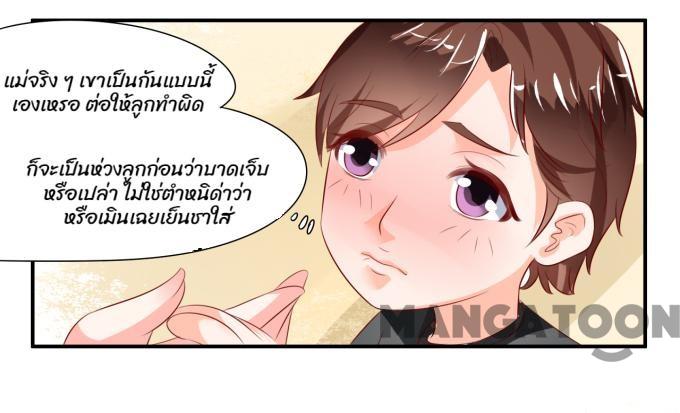 แม่จริง ๆ เขาเป็นกันแบบนี้
เองเหรอ ต่อให้ลูกทำผิด
ก็จะเป็นห่วงลูกก่อนว่าบาดเจ็บ
หรือเปล่า ไม่ใช่ตำหนิด่าว่า
หรือเมินเฉยเย็นชาใส่
MANGATOON